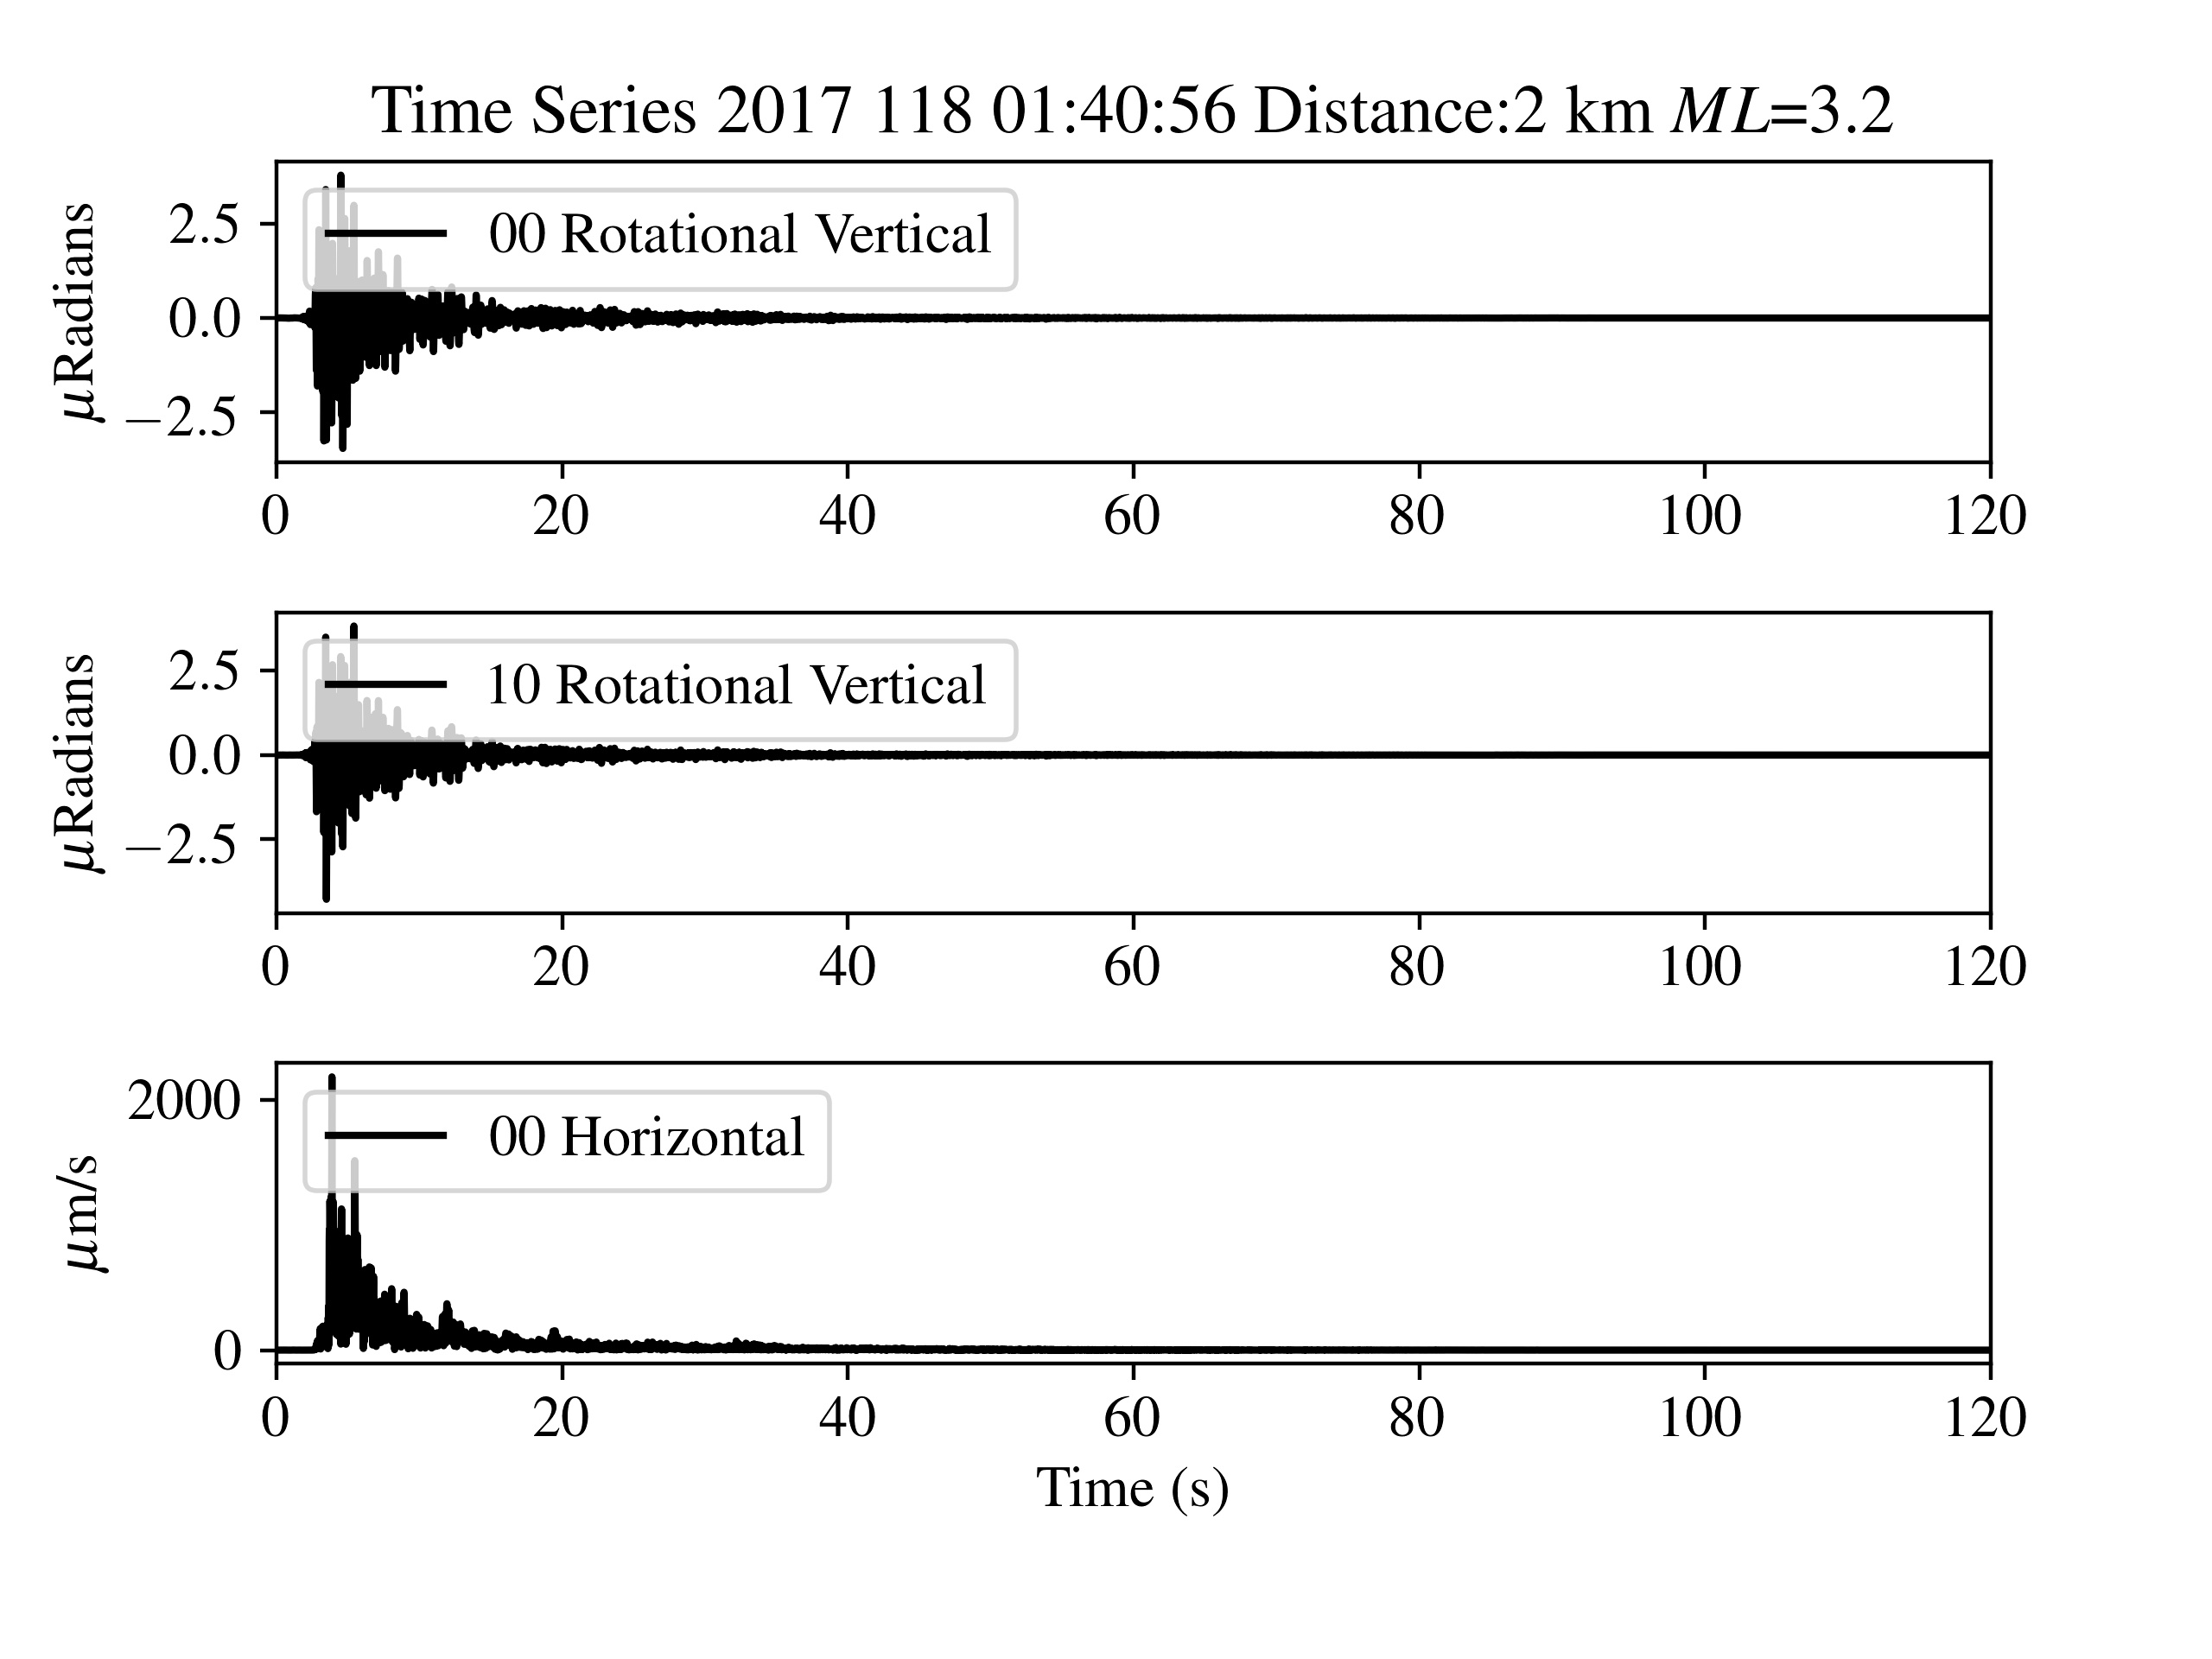 Time Series 2017 118 01:40:56 Distance:2 km ML=3.2
μRadians
2.5
0.0
−2.5
00 Rotational Vertical
0 20 40 60 80 100 120
μRadians
2.5
0.0
−2.5
10 Rotational Vertical
0 20 40 60 80 100 120
μm/s
2000
0
00 Horizontal
0 20 40 60 80 100 120
Time (s)